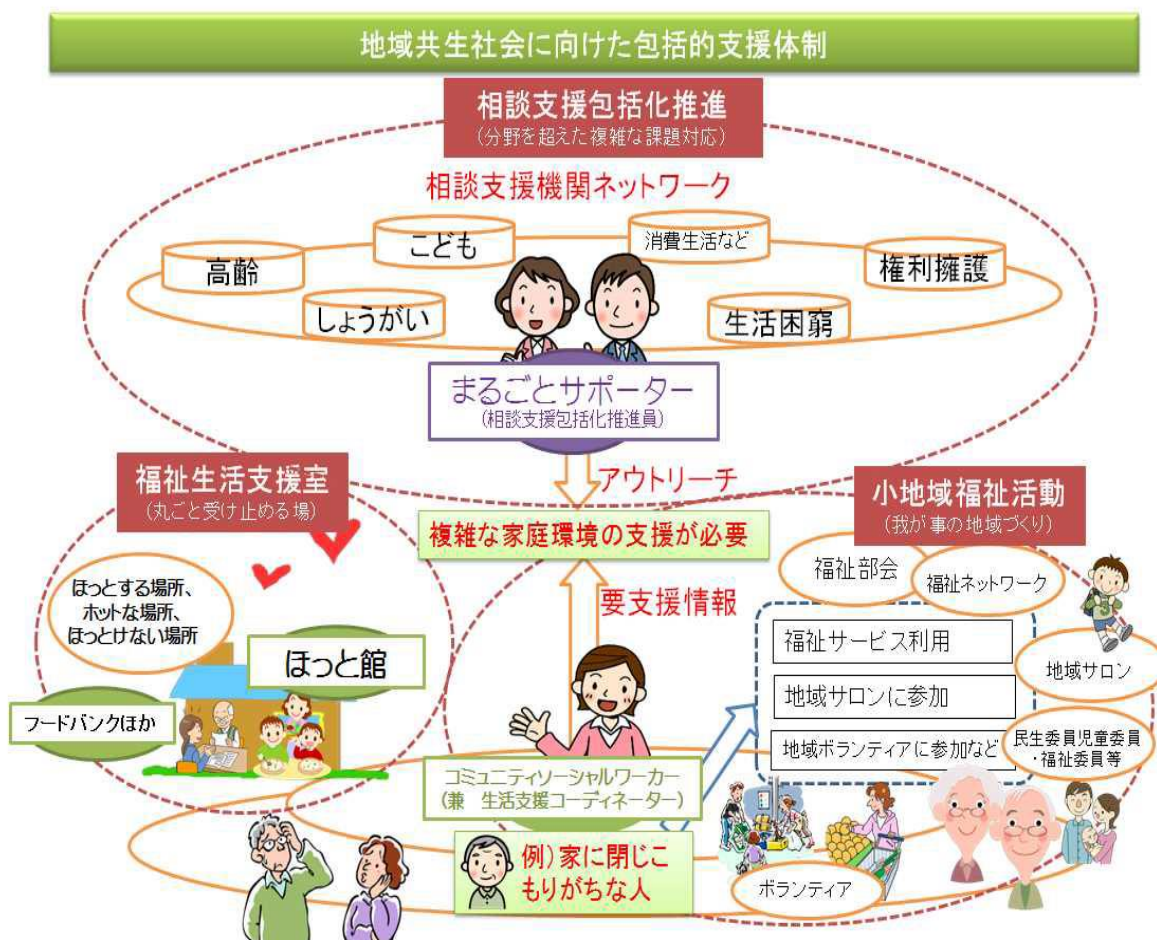 地域共生社会に向けた包括的支援体制
相談支援包括化推進
(分野を超えた複雑な課題対応)
相談支援機関ネットワーク
こども
消費生活など
高齢
権利擁護
しょうがい
生活困窮
まるごとサポーター
(相談支援包括化推進員)
アウトリーチ
福祉生活支援室
(丸ごと受け止める場)
小地域福祉活動
(我が事の地域づくり)
複雑な家庭環境の支援が必要
要支援情報
ほっとする場所、
ホットな場所、
ほっとけない場所
ほっと館
フードバンクほか
福祉部会
福祉ネットワーク
福祉サービス利用
地域サロンに参加
地域ボランティアに参加など
地域サロン
民生委員児童委員
・福祉委員等
コミュニティソーシャルワーカー
(兼 生活支援コーディネーター)
例)家に閉じこ
もりがちな人
ボランティア